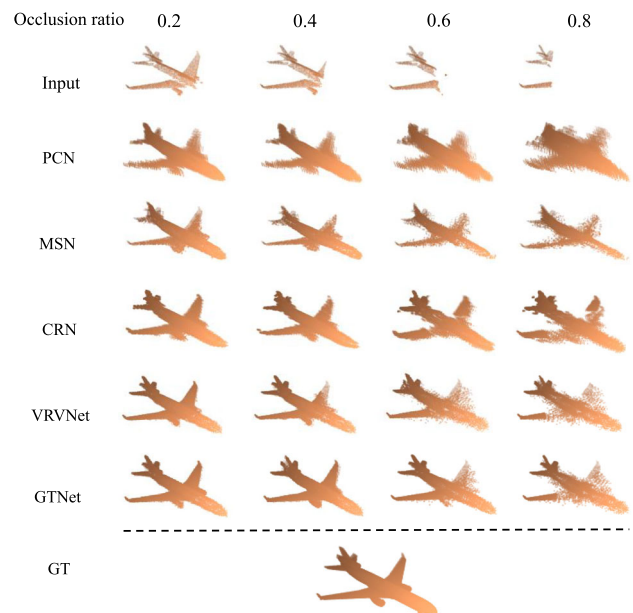 Occlusion ratio 0.2 0.4 0.6 0.8
Input
PCN
MSN
CRN
VRVNet
GTNet
GT